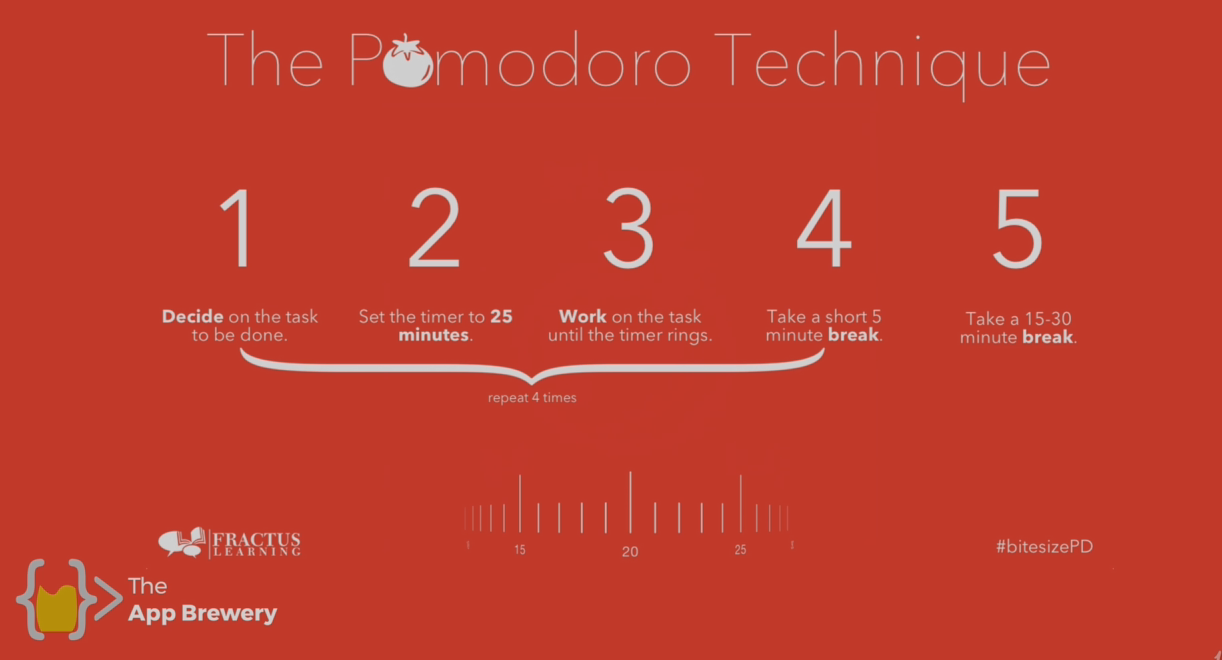 The Pomodoro Technique
1
2
3
4
5
Decide on the task
to be done.
Set the timer to 25
minutes.
Work on the task
until the timer rings.
Take a short 5
minute break.
Take a 15-30
minute break.
repeat 4 times
15
20
25
FRACTUS
LEARNING
#bitesizePD
The
App Brewery